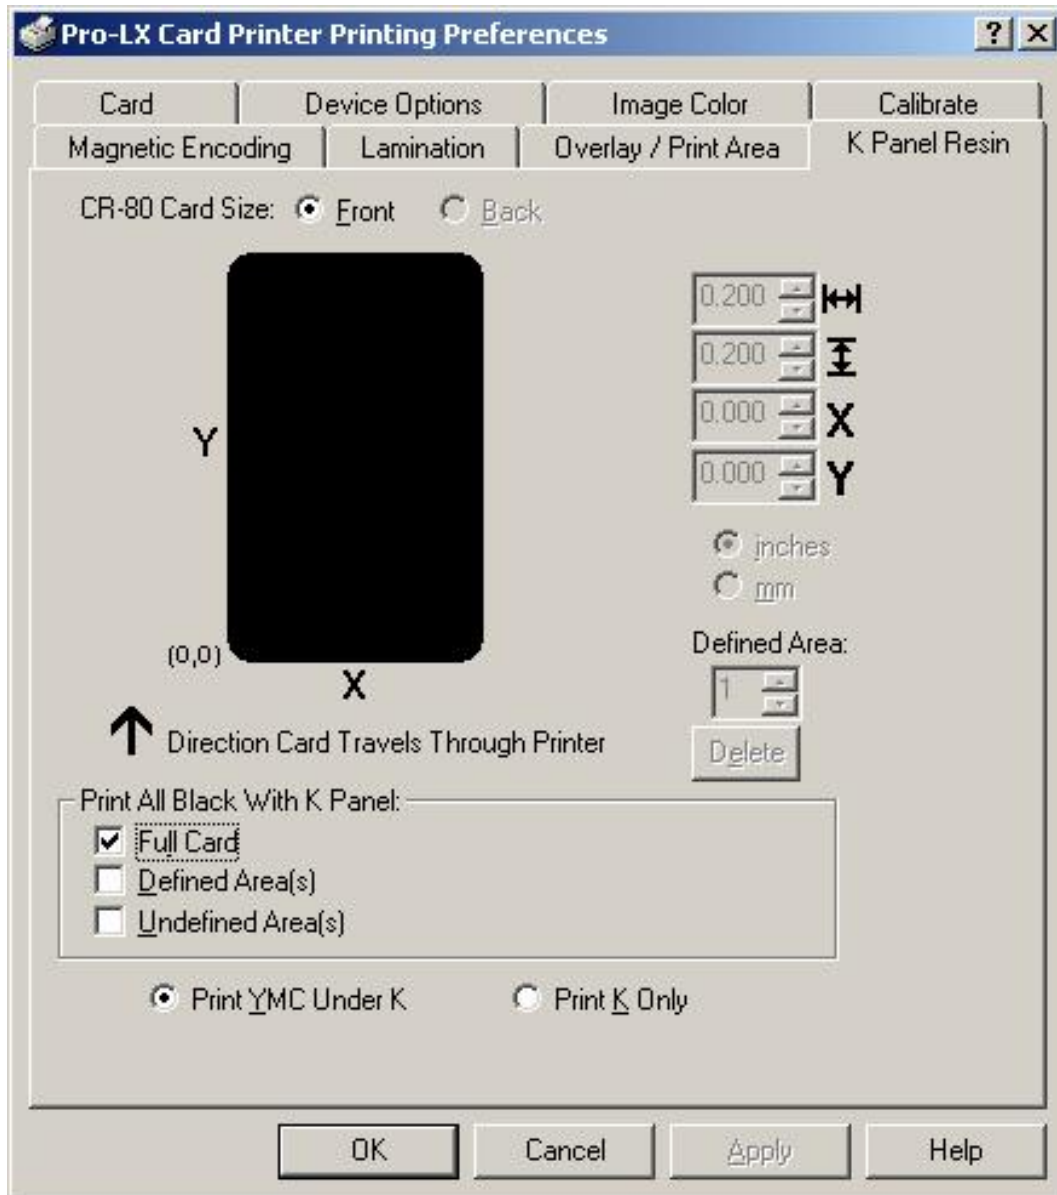 Pro-LX Card Printer Printing Preferences
Card Device Options Image Color Calibrate
Magnetic Encoding Lamination Overlay / Print Area K Panel Resin
CR-80 Card Size: Front Back
0.200
0.200
0.000 X
0.000 Y
Y
inches
mm
(0,0)
X
Defined Area:
1
Direction Card Travels Through Printer
Delete
Print All Black With K Panel:
Full Card
Defined Area(s)
Undefined Area(s)
Print YMC Under K Print K Only
OK Cancel Apply Help